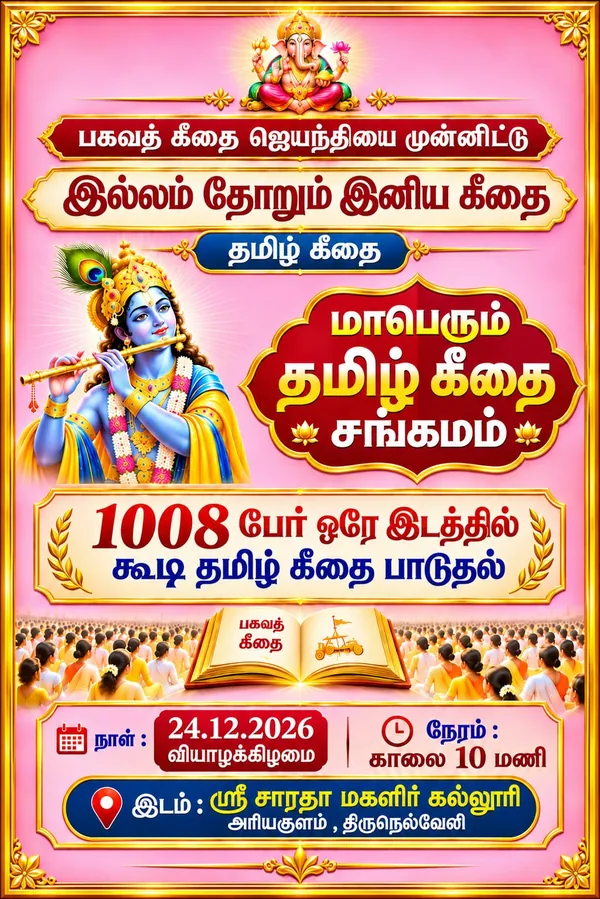 பகவத் கீதை ஜெயந்தியை முன்னிட்டு
இல்லம் தோறும் இனிய கீதை
தமிழ் கீதை
மாபெரும்
தமிழ் கீதை
சங்கமம்
1008 பேர் ஒரே இடத்தில்
கூடி தமிழ் கீதை பாடுதல்
பகவத்
கீதை
நாள் : 24.12.2026
வியாழக்கிழமை
நேரம் :
காலை 10 மணி
இடம் : ஸ்ரீ சாரதா மகளிர் கல்லூரி
அரியகுளம் , திருநெல்வேலி